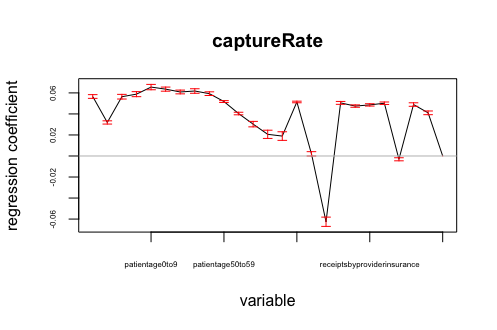 captureRate
regression coefficient
0.06
0.02
-0.02
-0.06
patientage0to9 patientage50to59 receiptsbyproviderinsurance
variable